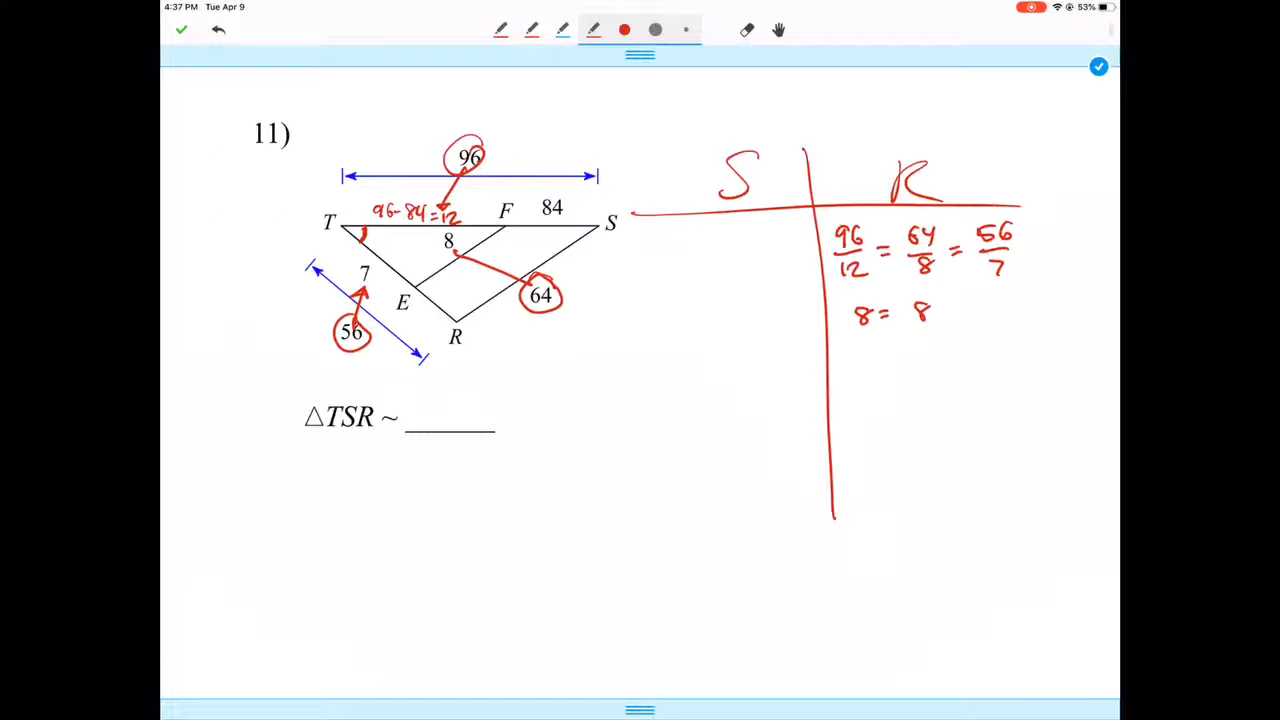 4:37 PM Tue Apr 9
53%
11)
96
96-84=12
T
F
84
S
8
7
E
64
56
R
△TSR ~ ______
S
R
96/12 = 64/8 = 56/7
8 = 8